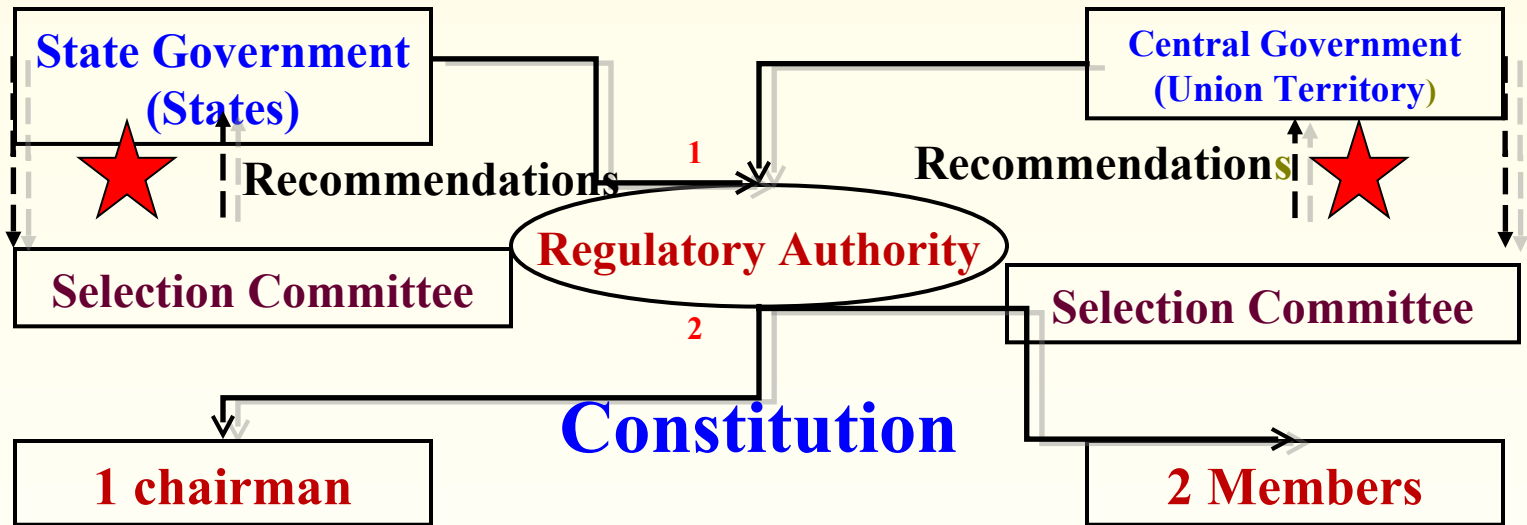 State Government
(States)
Central Government
(Union Territory)
Recommendations
1
Recommendations
Regulatory Authority
Selection Committee
Selection Committee
2
Constitution
1 chairman
2 Members